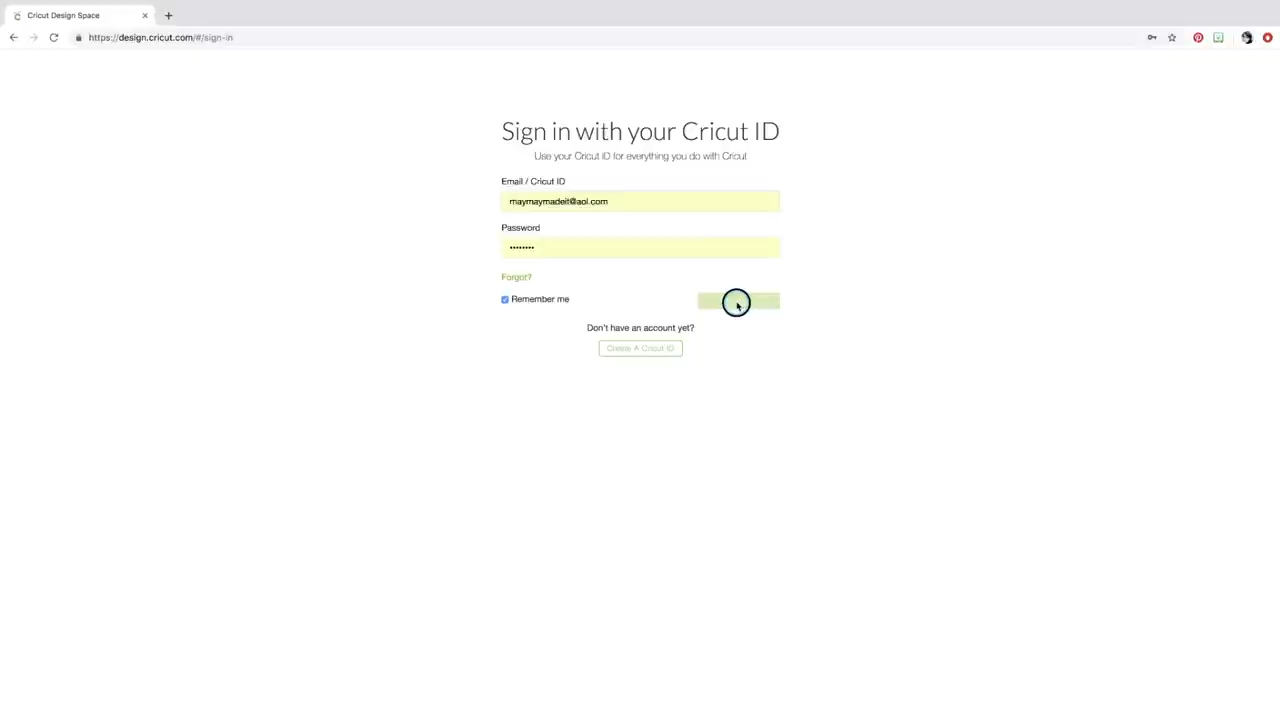 Cricut Design Space
https://design.cricut.com/#/sign-in
Sign in with your Cricut ID
Use your Cricut ID for everything you do with Cricut
Email / Cricut ID
maymaymadeit@aol.com
Password
••••••••
Forgot?
Remember me
Don't have an account yet?
Create A Cricut ID